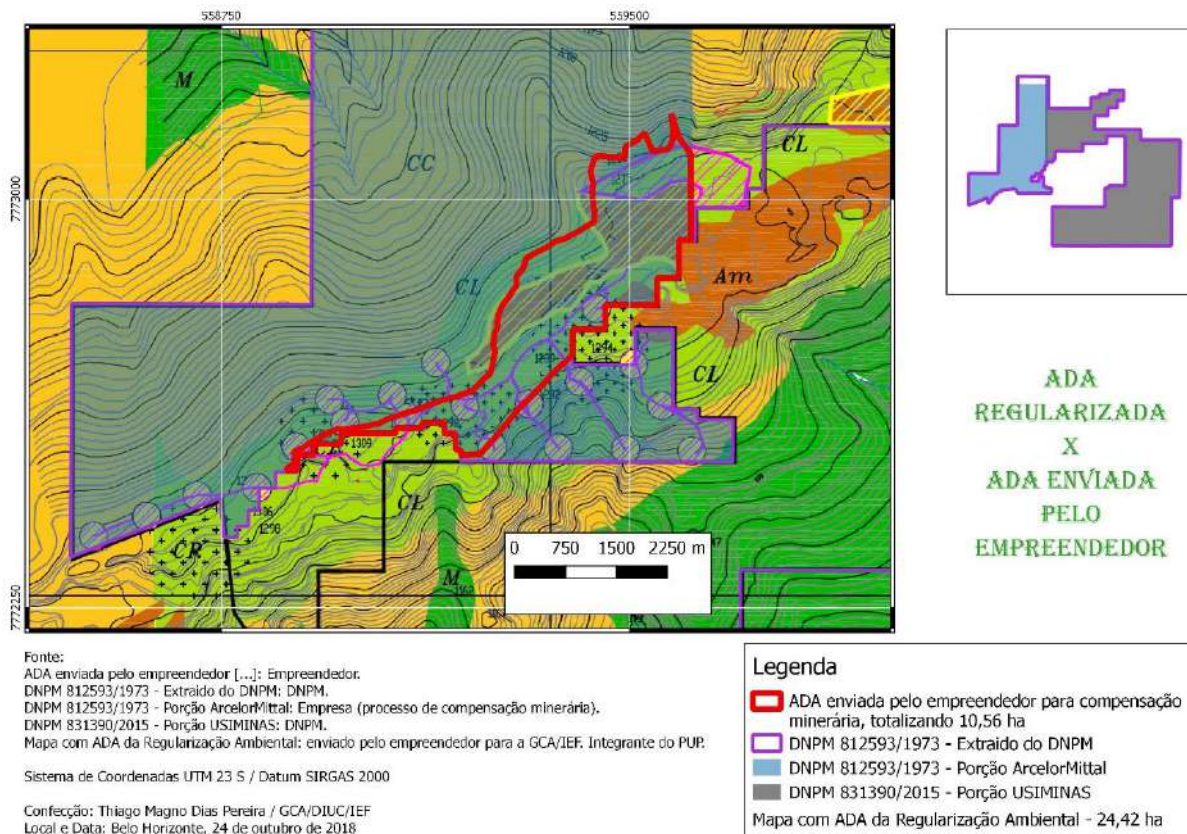 558750
559500
7773000
7772250
M
CC
CL
CL
Am
CL
CL
CR
M
1294
1309
1306
1298
0 750 1500 2250 m
ADA
REGULARIZADA
X
ADA ENVIADA
PELO
EMPREENDEDOR
Fonte:
ADA enviada pelo empreendedor [...]: Empreendedor.
DNPM 812593/1973 - Extraido do DNPM: DNPM.
DNPM 812593/1973 - Porção ArcelorMittal: Empresa (processo de compensação minerária).
DNPM 831390/2015 - Porção USIMINAS: DNPM.
Mapa com ADA da Regularização Ambiental: enviado pelo empreendedor para a GCA/IEF. Integrante do PUP.
Sistema de Coordenadas UTM 23 S / Datum SIRGAS 2000
Confecção: Thiago Magno Dias Pereira / GCA/DIUC/IEF
Local e Data: Belo Horizonte, 24 de outubro de 2018
Legenda
ADA enviada pelo empreendedor para compensação
minerária, totalizando 10,56 ha
DNPM 812593/1973 - Extraido do DNPM
DNPM 812593/1973 - Porção ArcelorMittal
DNPM 831390/2015 - Porção USIMINAS
Mapa com ADA da Regularização Ambiental - 24,42 ha